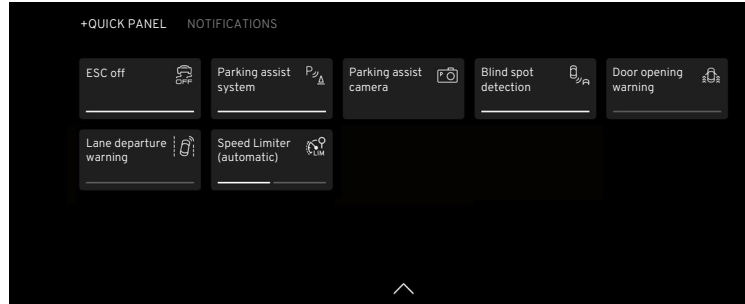 +QUICK PANEL NOTIFICATIONS
ESC off
OFF
Parking assist
system
P
Parking assist
camera
P
Blind spot
detection
Door opening
warning
Lane departure
warning
Speed Limiter
(automatic)
LIM